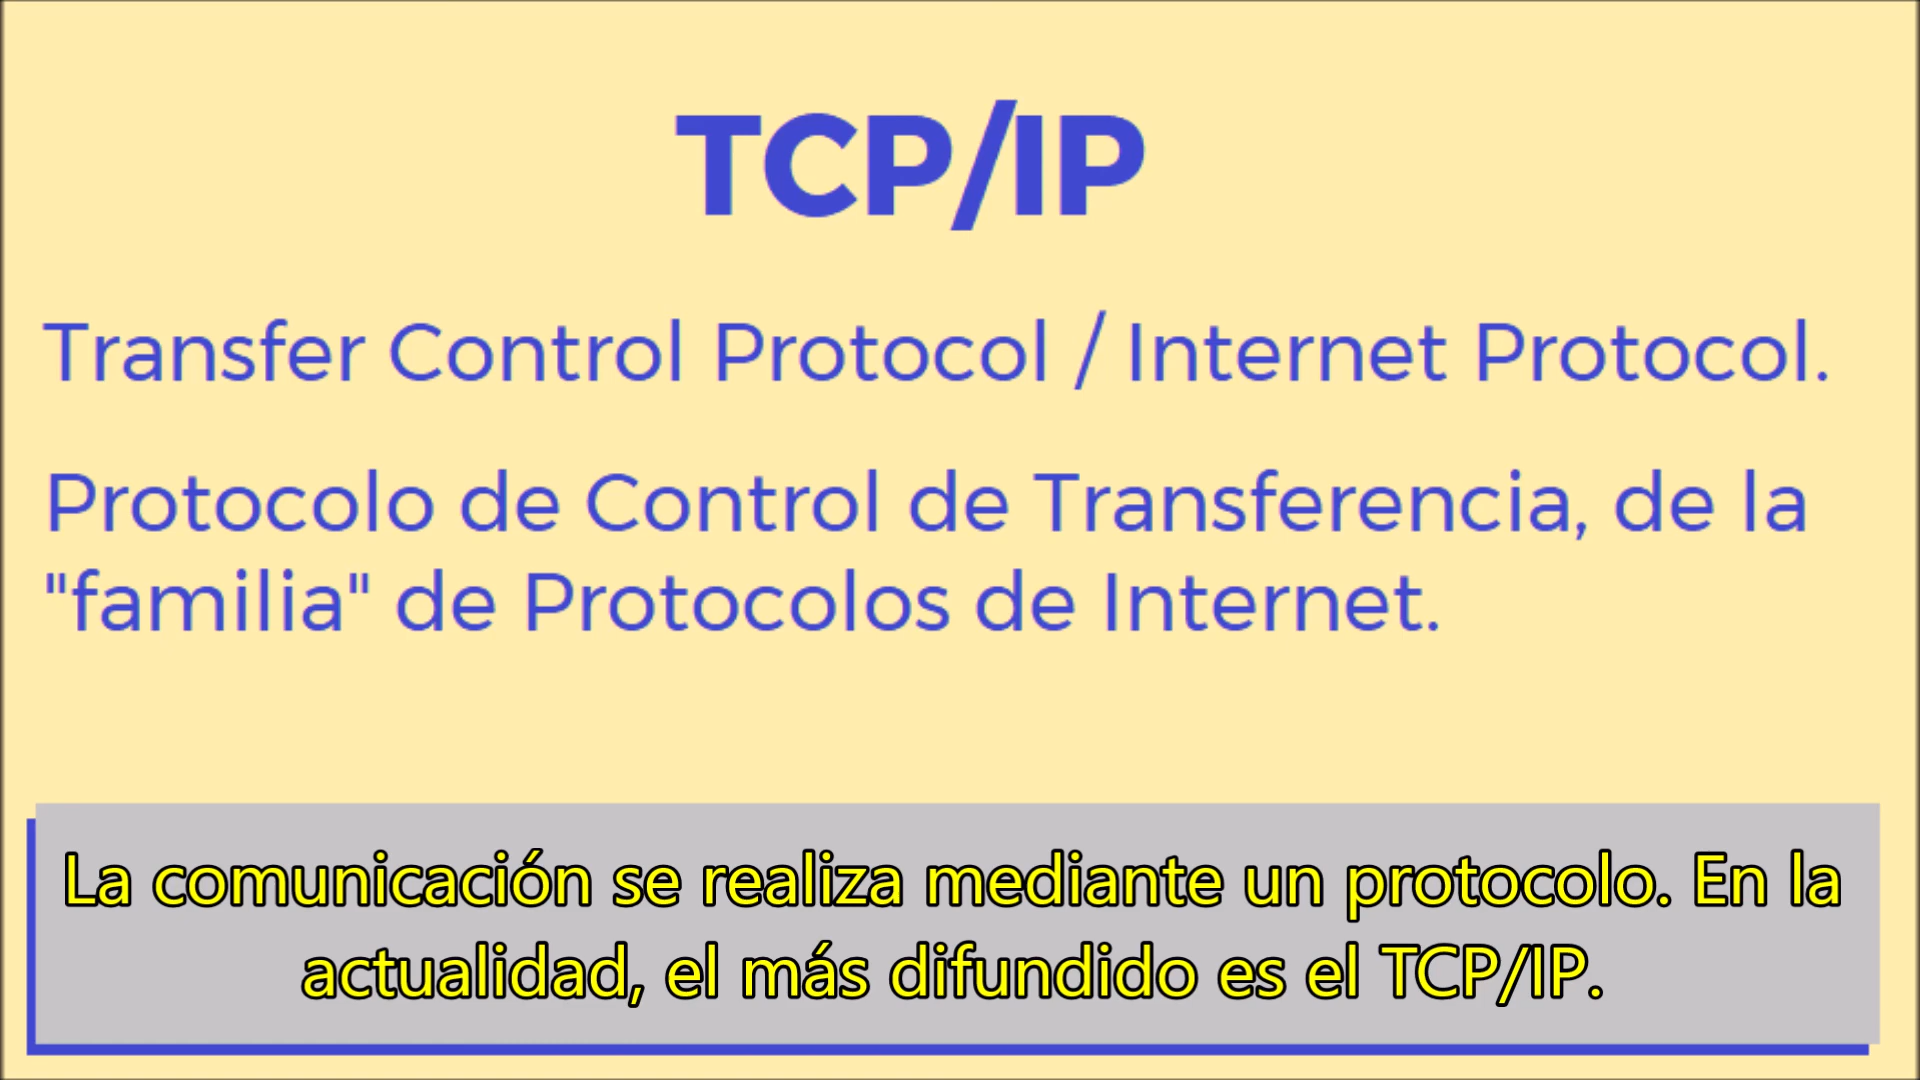 TCP/IP
Transfer Control Protocol / Internet Protocol.
Protocolo de Control de Transferencia, de la
"familia" de Protocolos de Internet.
La comunicación se realiza mediante un protocolo. En la
actualidad, el más difundido es el TCP/IP.